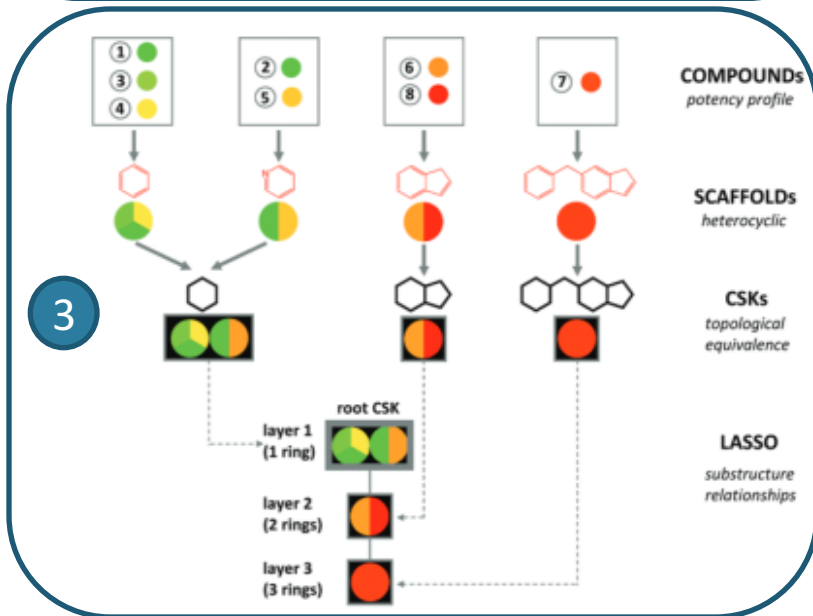 1
3
4
2
5
6
8
7
COMPOUNDs
potency profile
N
SCAFFOLDs
heterocyclic
3
CSKs
topological
equivalence
root CSK
layer 1
(1 ring)
LASSO
substructure
relationships
layer 2
(2 rings)
layer 3
(3 rings)